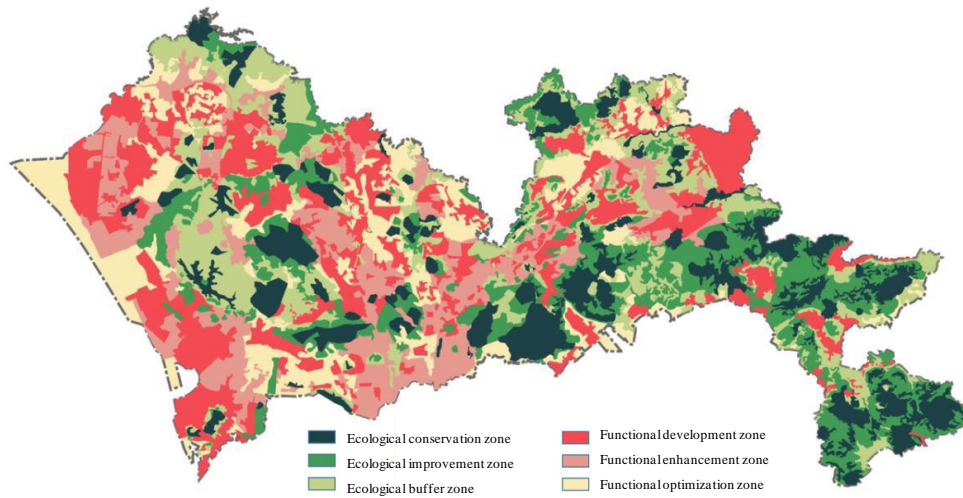 Ecological conservation zone
Ecological improvement zone
Ecological buffer zone
Functional development zone
Functional enhancement zone
Functional optimization zone